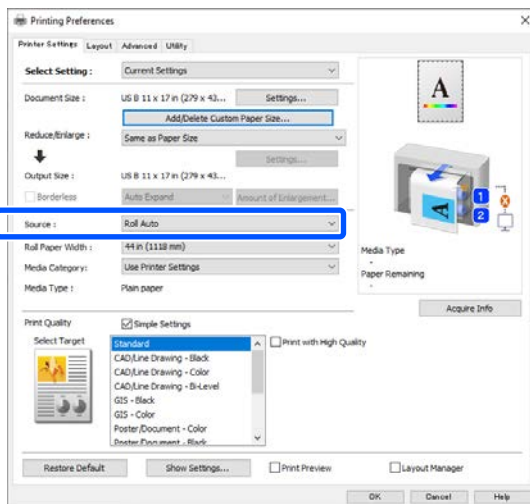 Printing Preferences
Printer Settings Layout Advanced Utility
Select Setting : Current Settings
Document Size : US B 11 x 17 in (279 x 43... Settings...
Add/Delete Custom Paper Size...
Reduce/Enlarge : Same as Paper Size
Settings...
Output Size : US B 11 x 17 in (279 x 43...
Borderless Auto Expand Amount of Enlargement...
Source : Roll Auto
Roll Paper Width : 44 in (1118 mm)
Media Category: Use Printer Settings
Media Type : Plain paper
A
A
1
2
Media Type
-
Paper Remaining
-
Acquire Info
Print Quality Simple Settings
Select Target
Standard
CAD/Line Drawing - Black
CAD/Line Drawing - Color
CAD/Line Drawing - Bi-Level
GIS - Black
GIS - Color
Poster/Document - Color
Poster/Document - Black
Print with High Quality
Restore Default Show Settings... Print Preview Layout Manager
OK Cancel Help